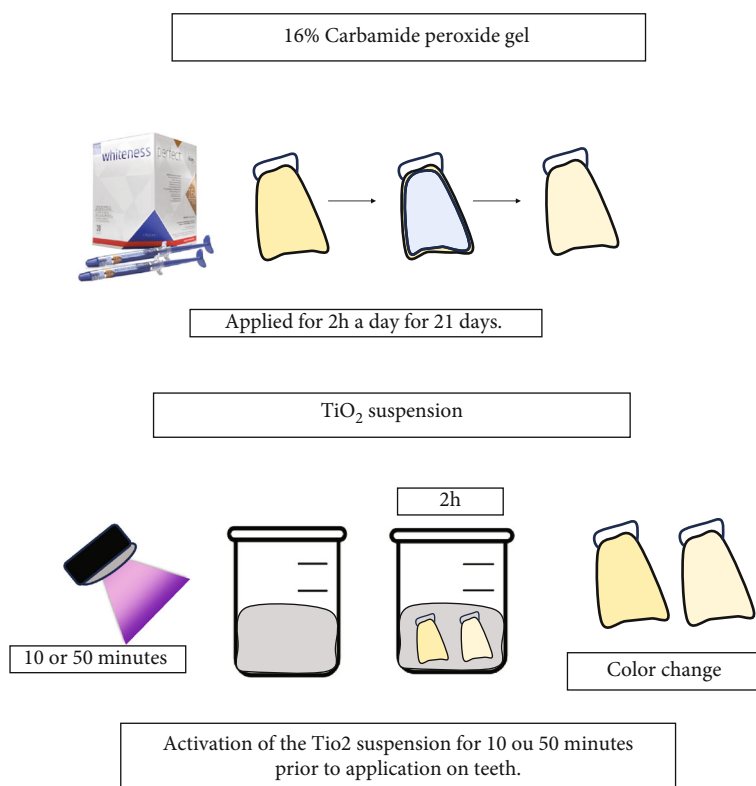 16% Carbamide peroxide gel
whiteness perfect
Applied for 2h a day for 21 days.
TiO₂ suspension
2h
10 or 50 minutes
Color change
Activation of the Tio2 suspension for 10 ou 50 minutes
prior to application on teeth.